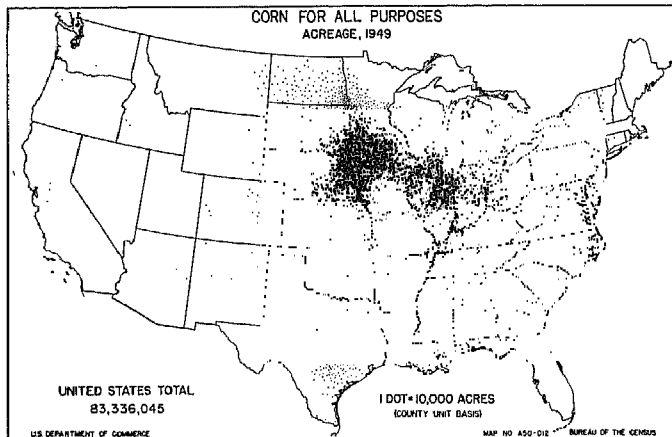 CORN FOR ALL PURPOSES
ACREAGE, 1949
UNITED STATES TOTAL
83,336,045
1 DOT=10,000 ACRES
(COUNTY UNIT BASIS)
U.S. DEPARTMENT OF COMMERCE
MAP NO A50-012 BUREAU OF THE CENSUS